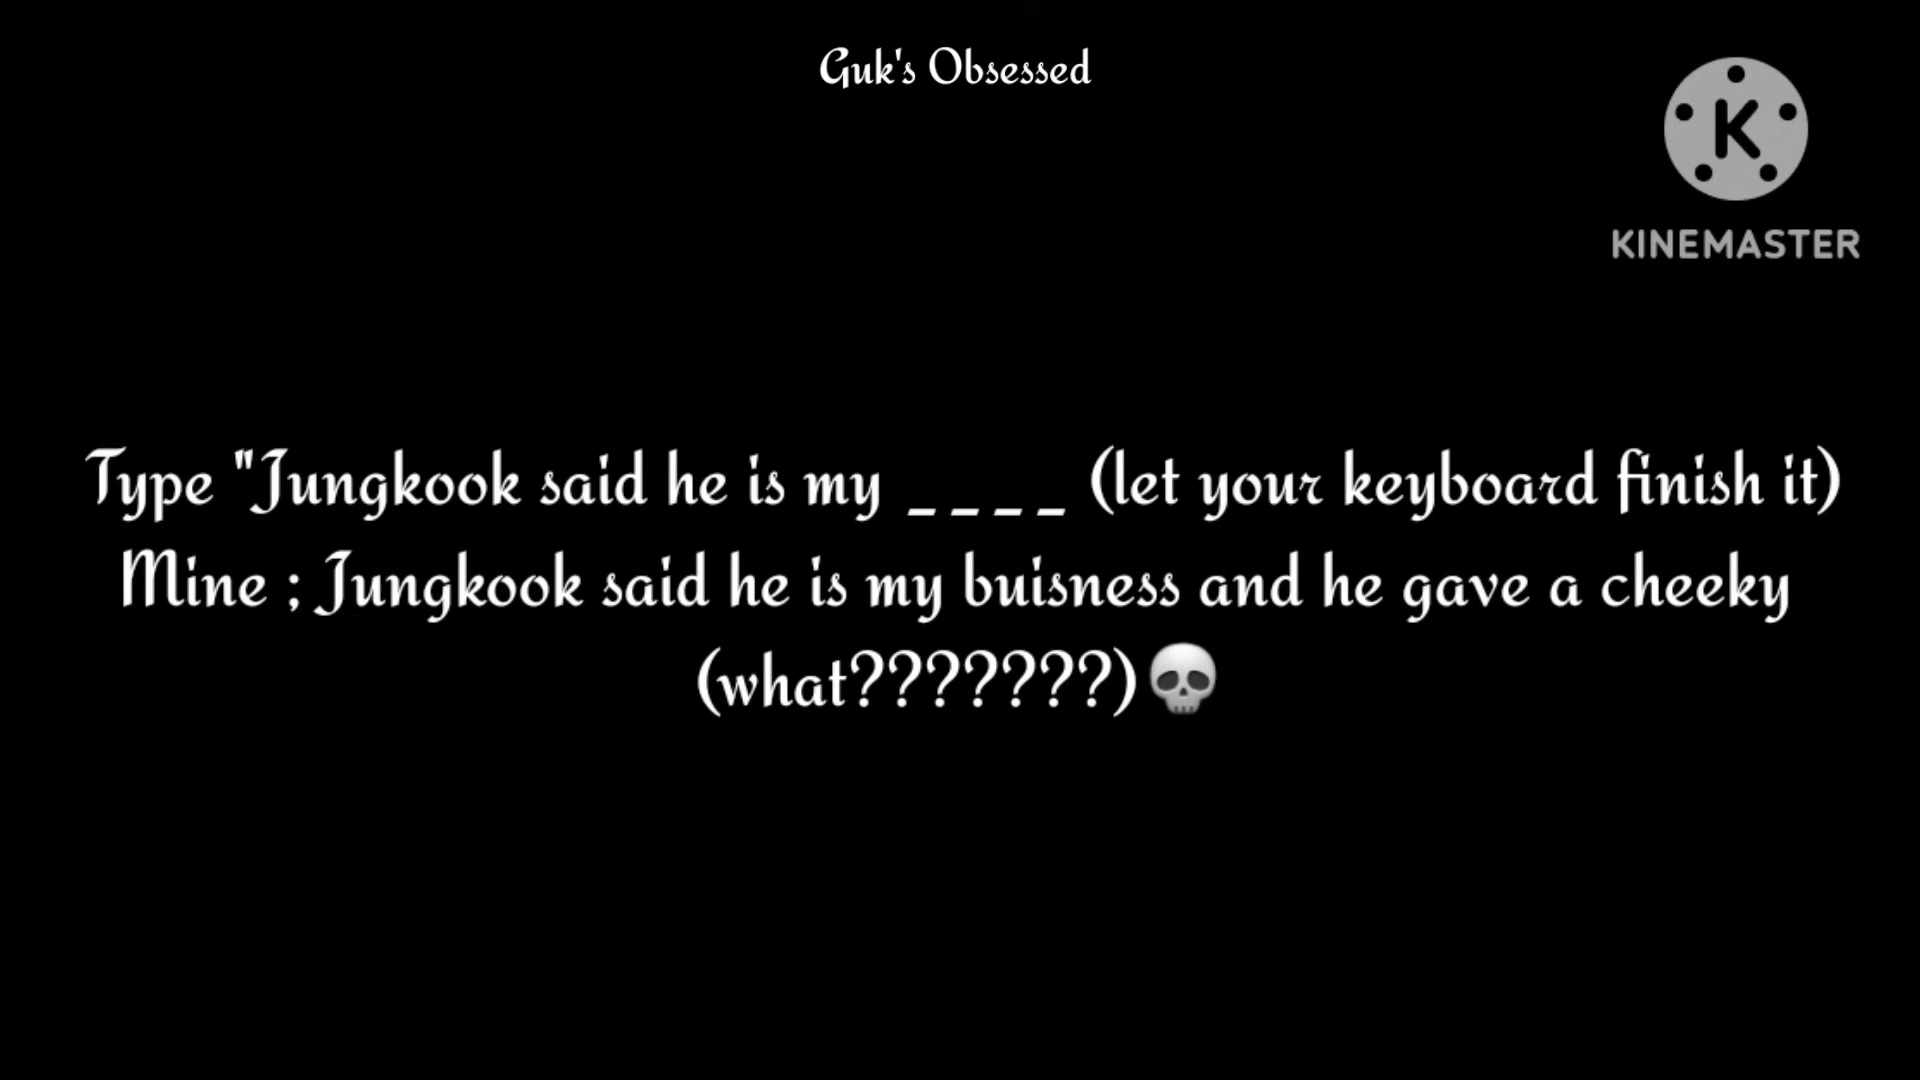 Guk's Obsessed
K
KINEMASTER
Type "Jungkook said he is my _ _ _ _ (let your keyboard finish it)
Mine ; Jungkook said he is my buisness and he gave a cheeky
(what???????)💀